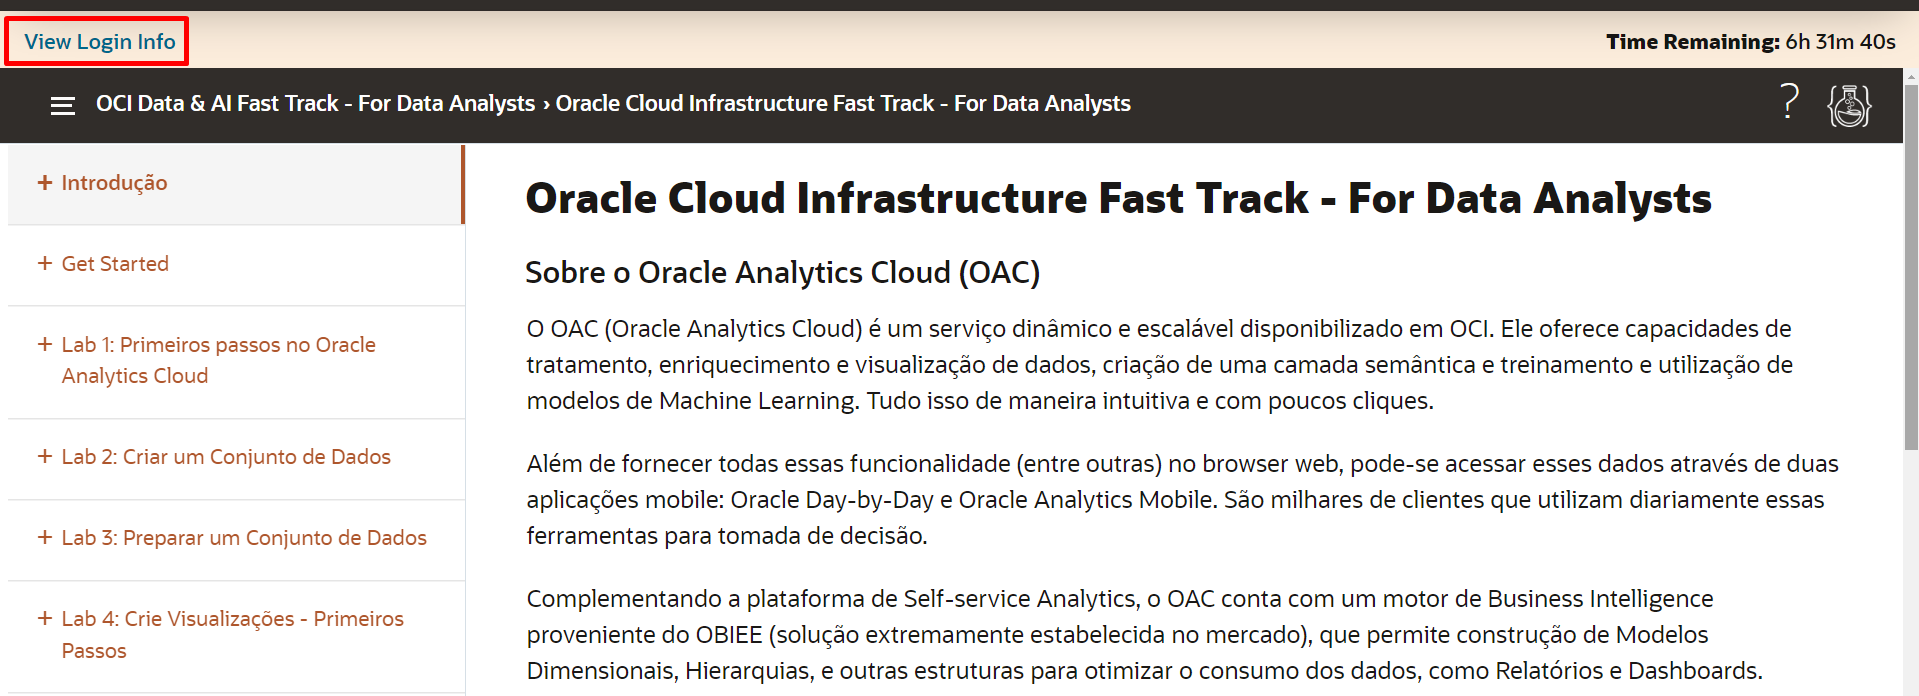 View Login Info
Time Remaining: 6h 31m 40s
OCI Data & AI Fast Track - For Data Analysts › Oracle Cloud Infrastructure Fast Track - For Data Analysts
?
+ Introdução
+ Get Started
+ Lab 1: Primeiros passos no Oracle
Analytics Cloud
+ Lab 2: Criar um Conjunto de Dados
+ Lab 3: Preparar um Conjunto de Dados
+ Lab 4: Crie Visualizações - Primeiros
Passos
Oracle Cloud Infrastructure Fast Track - For Data Analysts
Sobre o Oracle Analytics Cloud (OAC)
O OAC (Oracle Analytics Cloud) é um serviço dinâmico e escalável disponibilizado em OCI. Ele oferece capacidades de
tratamento, enriquecimento e visualização de dados, criação de uma camada semântica e treinamento e utilização de
modelos de Machine Learning. Tudo isso de maneira intuitiva e com poucos cliques.
Além de fornecer todas essas funcionalidade (entre outras) no browser web, pode-se acessar esses dados através de duas
aplicações mobile: Oracle Day-by-Day e Oracle Analytics Mobile. São milhares de clientes que utilizam diariamente essas
ferramentas para tomada de decisão.
Complementando a plataforma de Self-service Analytics, o OAC conta com um motor de Business Intelligence
proveniente do OBIEE (solução extremamente estabelecida no mercado), que permite construção de Modelos
Dimensionais, Hierarquias, e outras estruturas para otimizar o consumo dos dados, como Relatórios e Dashboards.